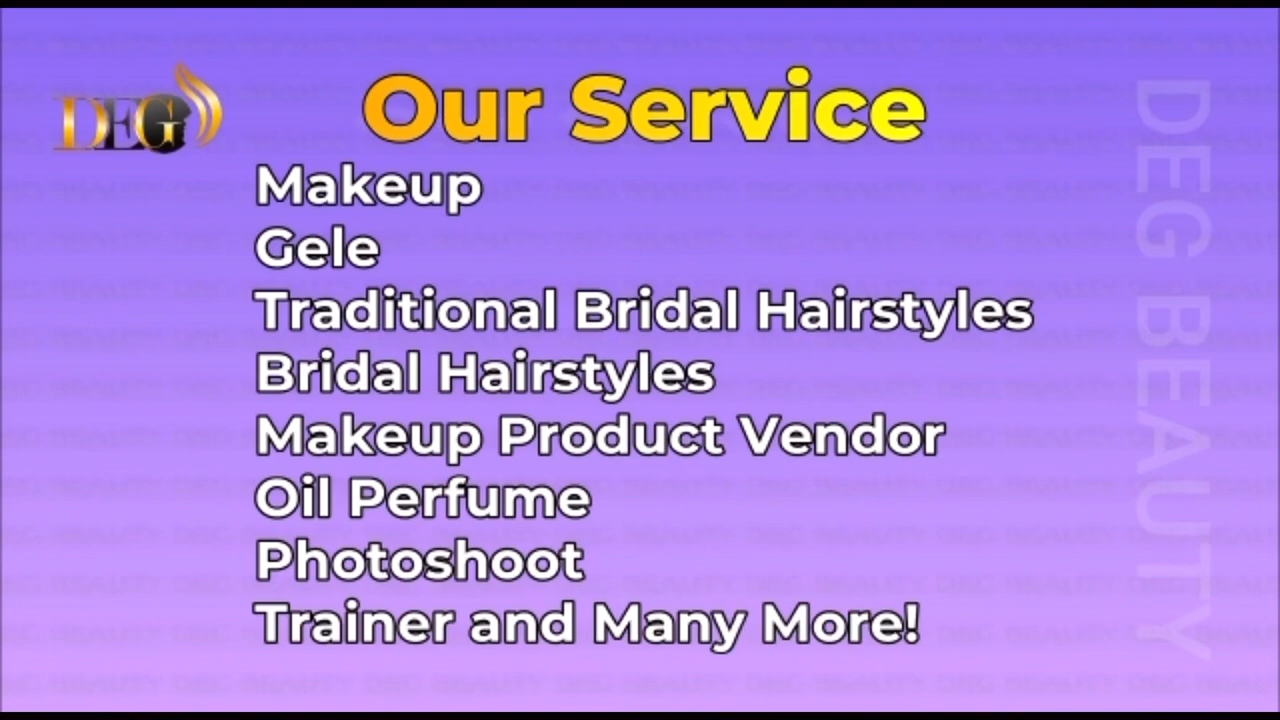 DEG
Our Service
Makeup
Gele
Traditional Bridal Hairstyles
Bridal Hairstyles
Makeup Product Vendor
Oil Perfume
Photoshoot
Trainer and Many More!
DEG BEAUTY